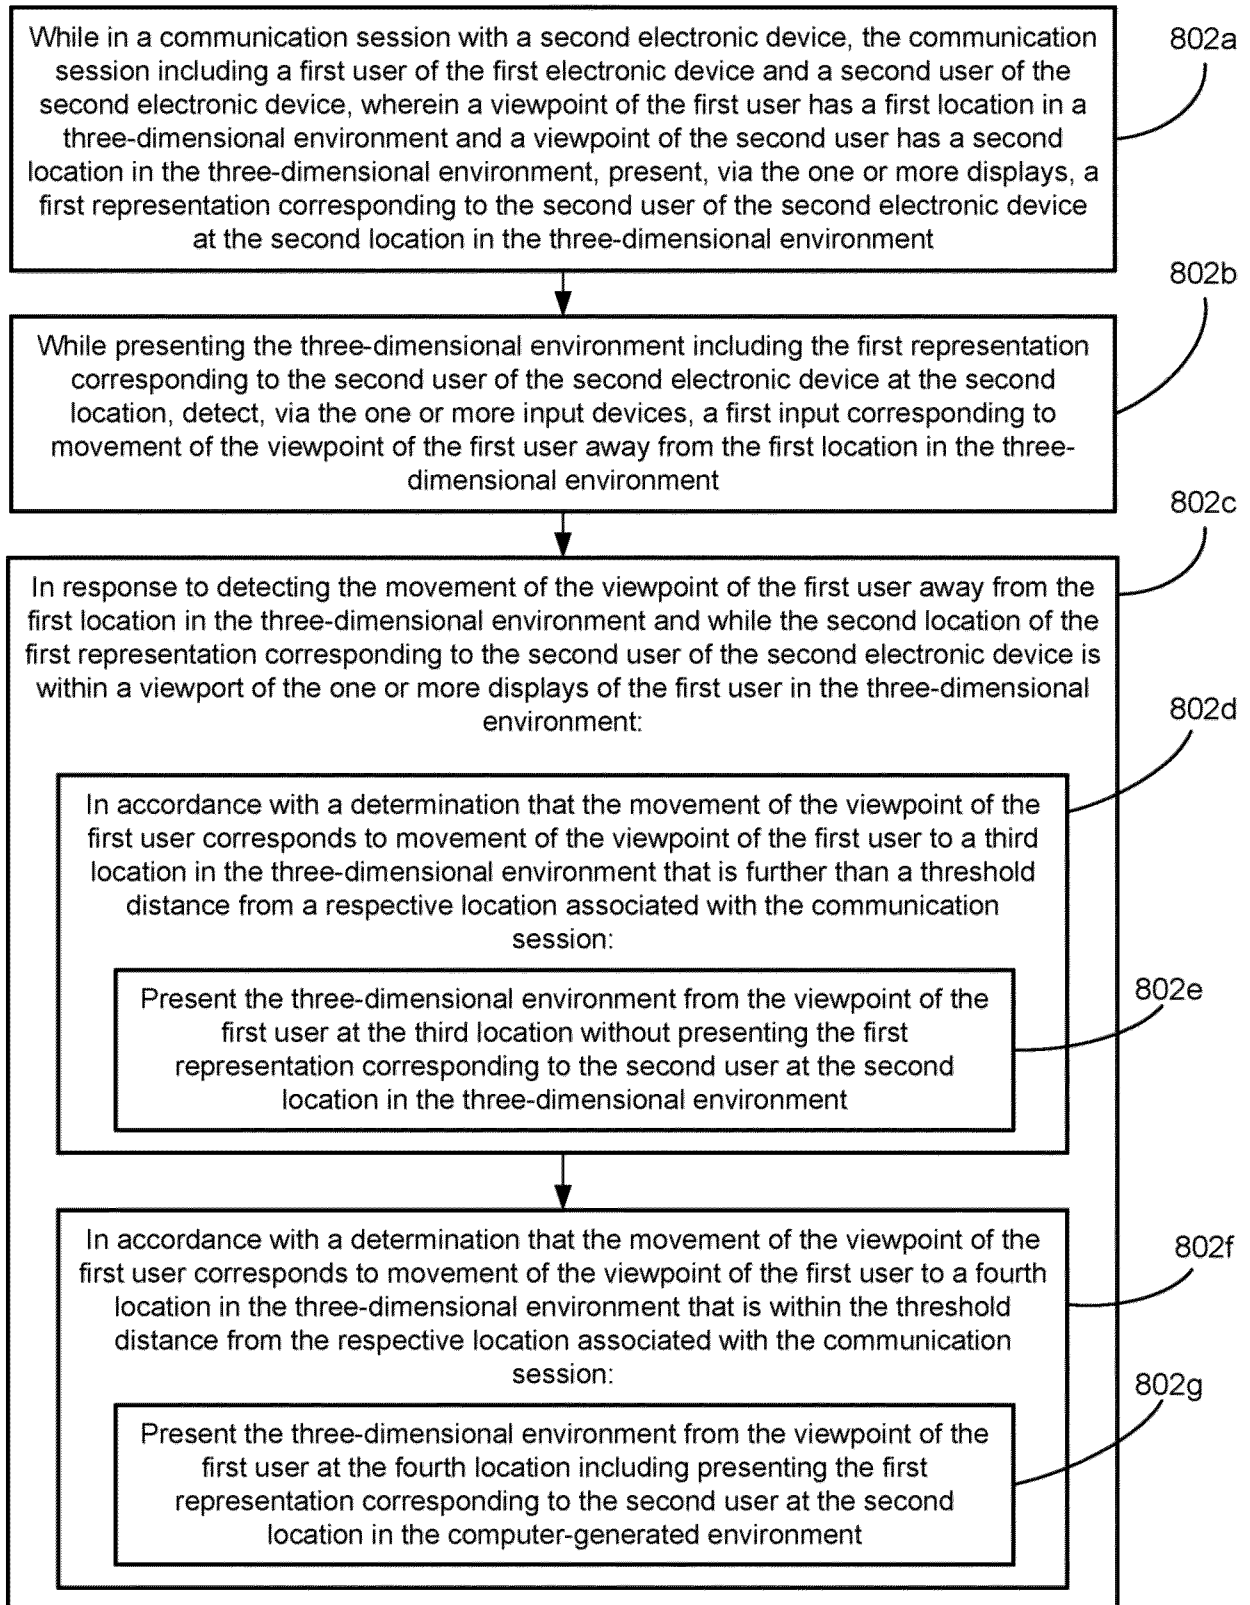 While in a communication session with a second electronic device, the communication
session including a first user of the first electronic device and a second user of the
second electronic device, wherein a viewpoint of the first user has a first location in a
three-dimensional environment and a viewpoint of the second user has a second
location in the three-dimensional environment, present, via the one or more displays, a
first representation corresponding to the second user of the second electronic device
at the second location in the three-dimensional environment
802a
While presenting the three-dimensional environment including the first representation
corresponding to the second user of the second electronic device at the second
location, detect, via the one or more input devices, a first input corresponding to
movement of the viewpoint of the first user away from the first location in the three-
dimensional environment
802b
In response to detecting the movement of the viewpoint of the first user away from the
first location in the three-dimensional environment and while the second location of the
first representation corresponding to the second user of the second electronic device is
within a viewport of the one or more displays of the first user in the three-dimensional
environment:
802c
In accordance with a determination that the movement of the viewpoint of the
first user corresponds to movement of the viewpoint of the first user to a third
location in the three-dimensional environment that is further than a threshold
distance from a respective location associated with the communication
session:
802d
Present the three-dimensional environment from the viewpoint of the
first user at the third location without presenting the first
representation corresponding to the second user at the second
location in the three-dimensional environment
802e
In accordance with a determination that the movement of the viewpoint of the
first user corresponds to movement of the viewpoint of the first user to a fourth
location in the three-dimensional environment that is within the threshold
distance from the respective location associated with the communication
session:
802f
Present the three-dimensional environment from the viewpoint of the
first user at the fourth location including presenting the first
representation corresponding to the second user at the second
location in the computer-generated environment
802g